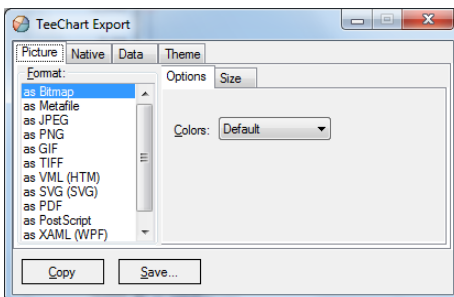 TeeChart Export
Picture Native Data Theme
Format:
as Bitmap
as Metafile
as JPEG
as PNG
as GIF
as TIFF
as VML (HTM)
as SVG (SVG)
as PDF
as PostScript
as XAML (WPF)
Options Size
Colors: Default
Copy Save...